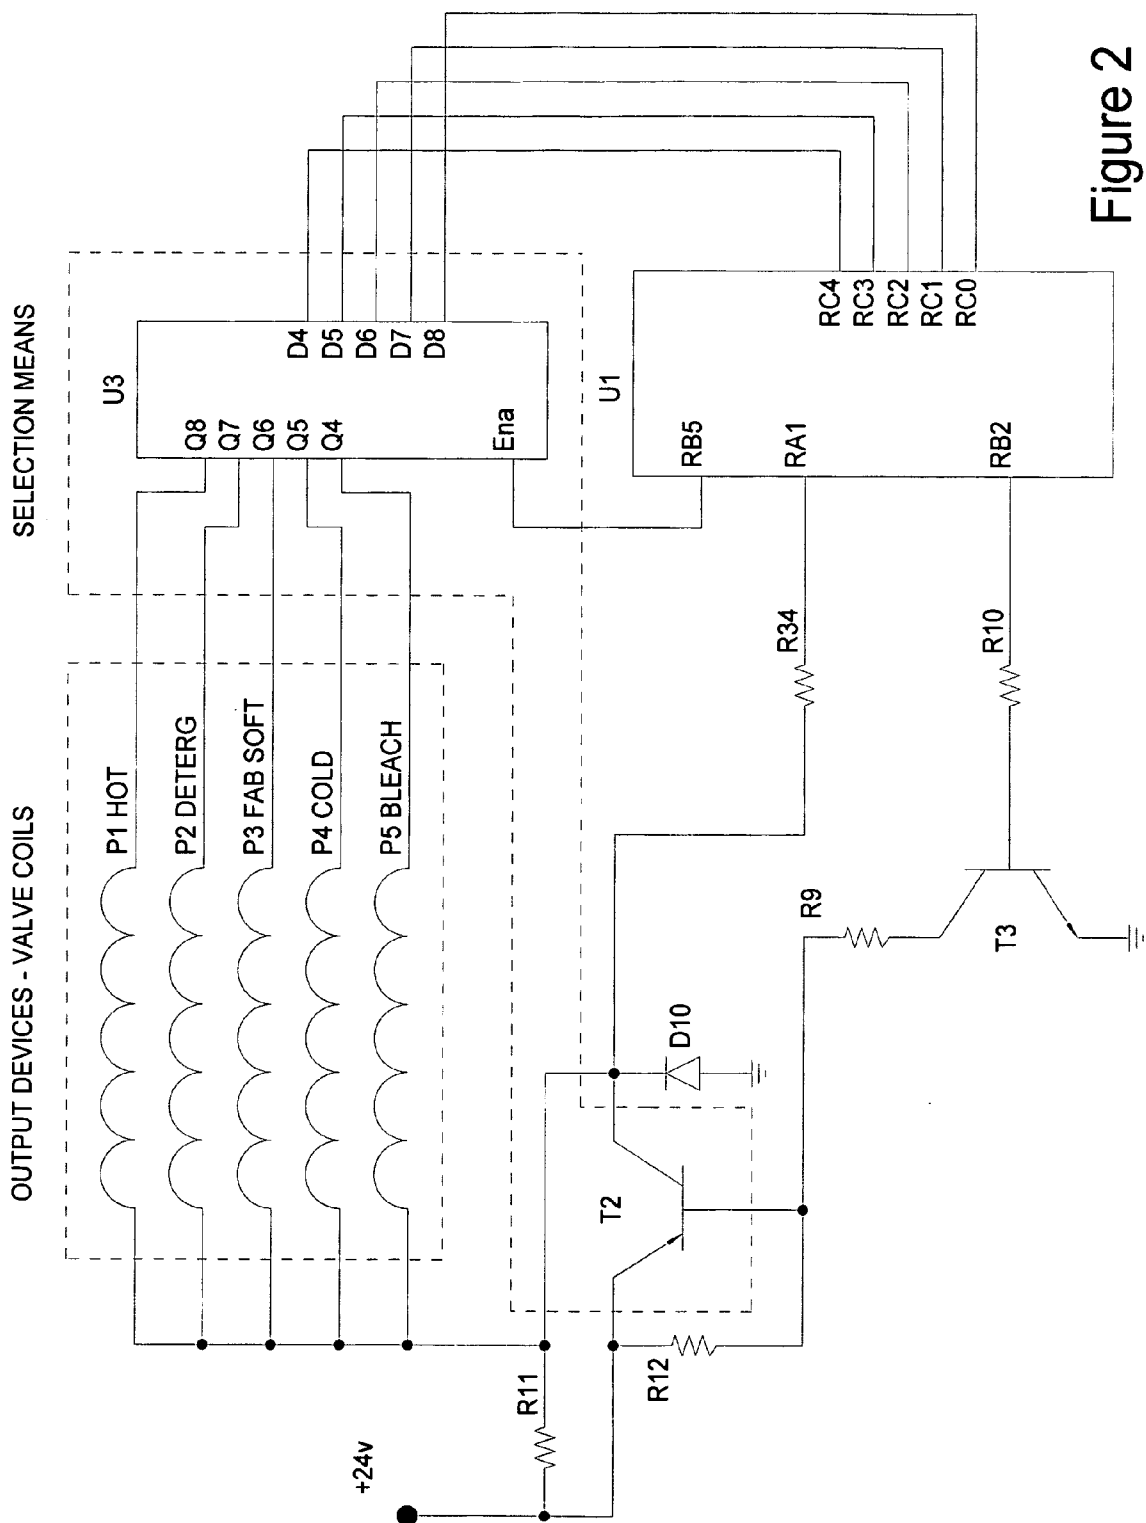 OUTPUT DEVICES - VALVE COILS
SELECTION MEANS
P1 HOT
P2 DETERG
P3 FAB SOFT
P4 COLD
P5 BLEACH
U3
Q8
Q7
Q6
Q5
Q4
Ena
D4
D5
D6
D7
D8
+24v
R11
R12
T2
D10
R9
T3
R34
R10
U1
RB5
RA1
RB2
RC4
RC3
RC2
RC1
RC0
Figure 2